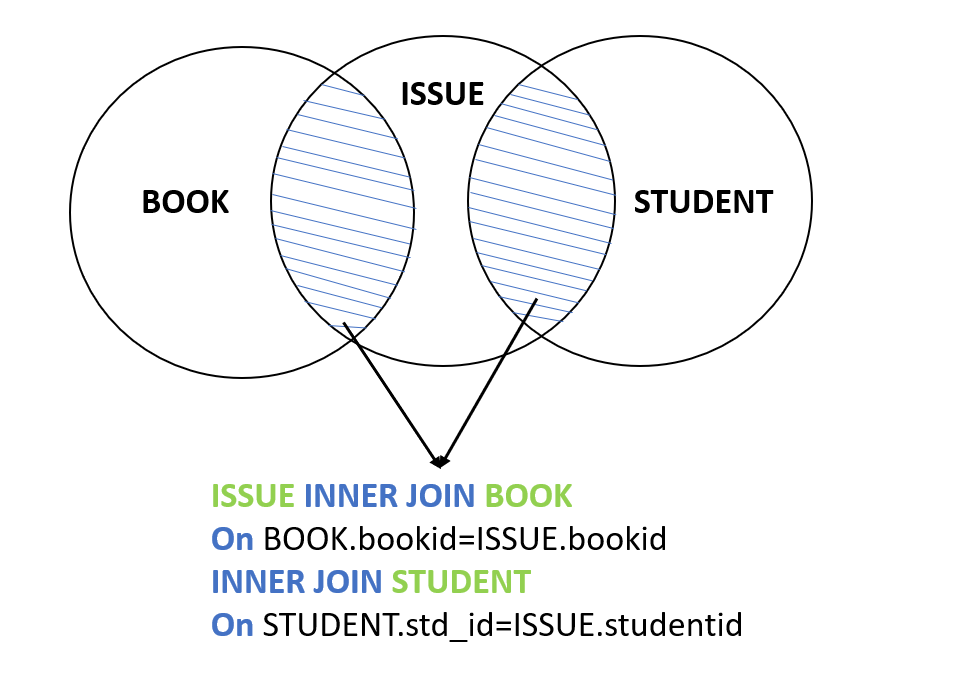 ISSUE
BOOK
STUDENT
ISSUE INNER JOIN BOOK
On BOOK.bookid=ISSUE.bookid
INNER JOIN STUDENT
On STUDENT.std_id=ISSUE.studentid